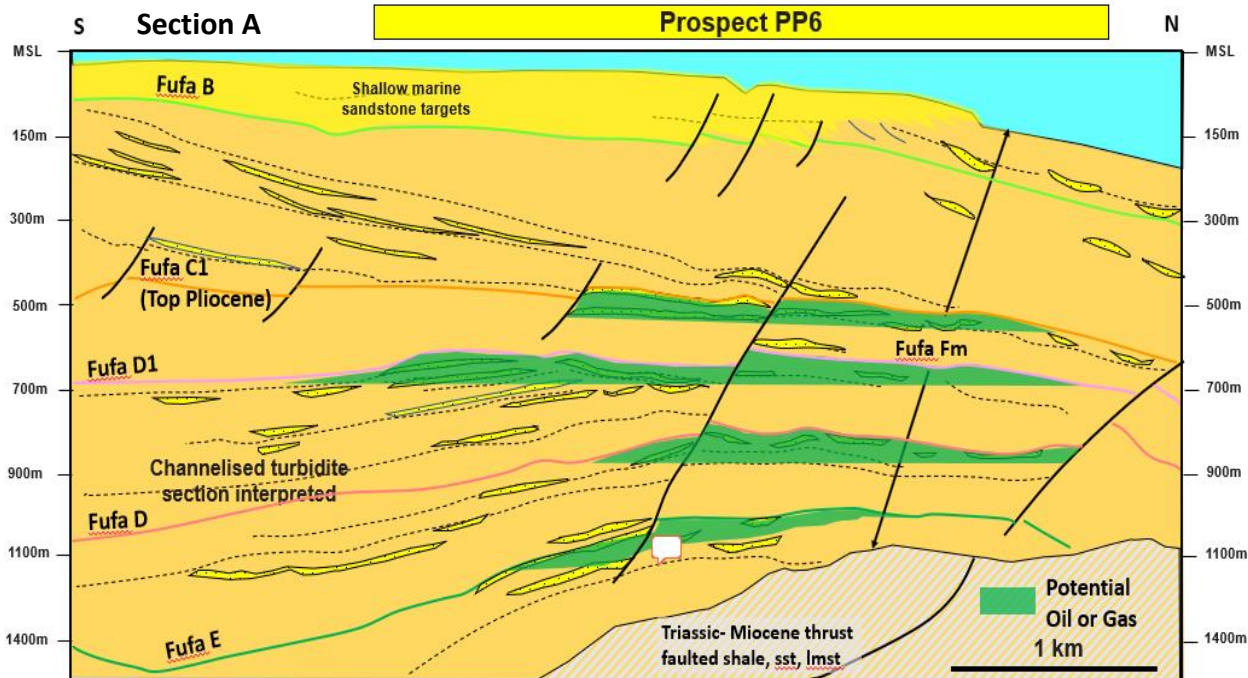 S Section A Prospect PP6 N
MSL MSL
Fufa B
Shallow marine
sandstone targets
150m 150m
300m 300m
Fufa C1
(Top Pliocene)
500m 500m
Fufa Fm
Fufa D1
700m 700m
Channelised turbidite
section interpreted
900m 900m
Fufa D
1100m 1100m
Potential
Oil or Gas
Fufa E
1400m 1400m
Triassic- Miocene thrust
faulted shale, sst, lmst
1 km